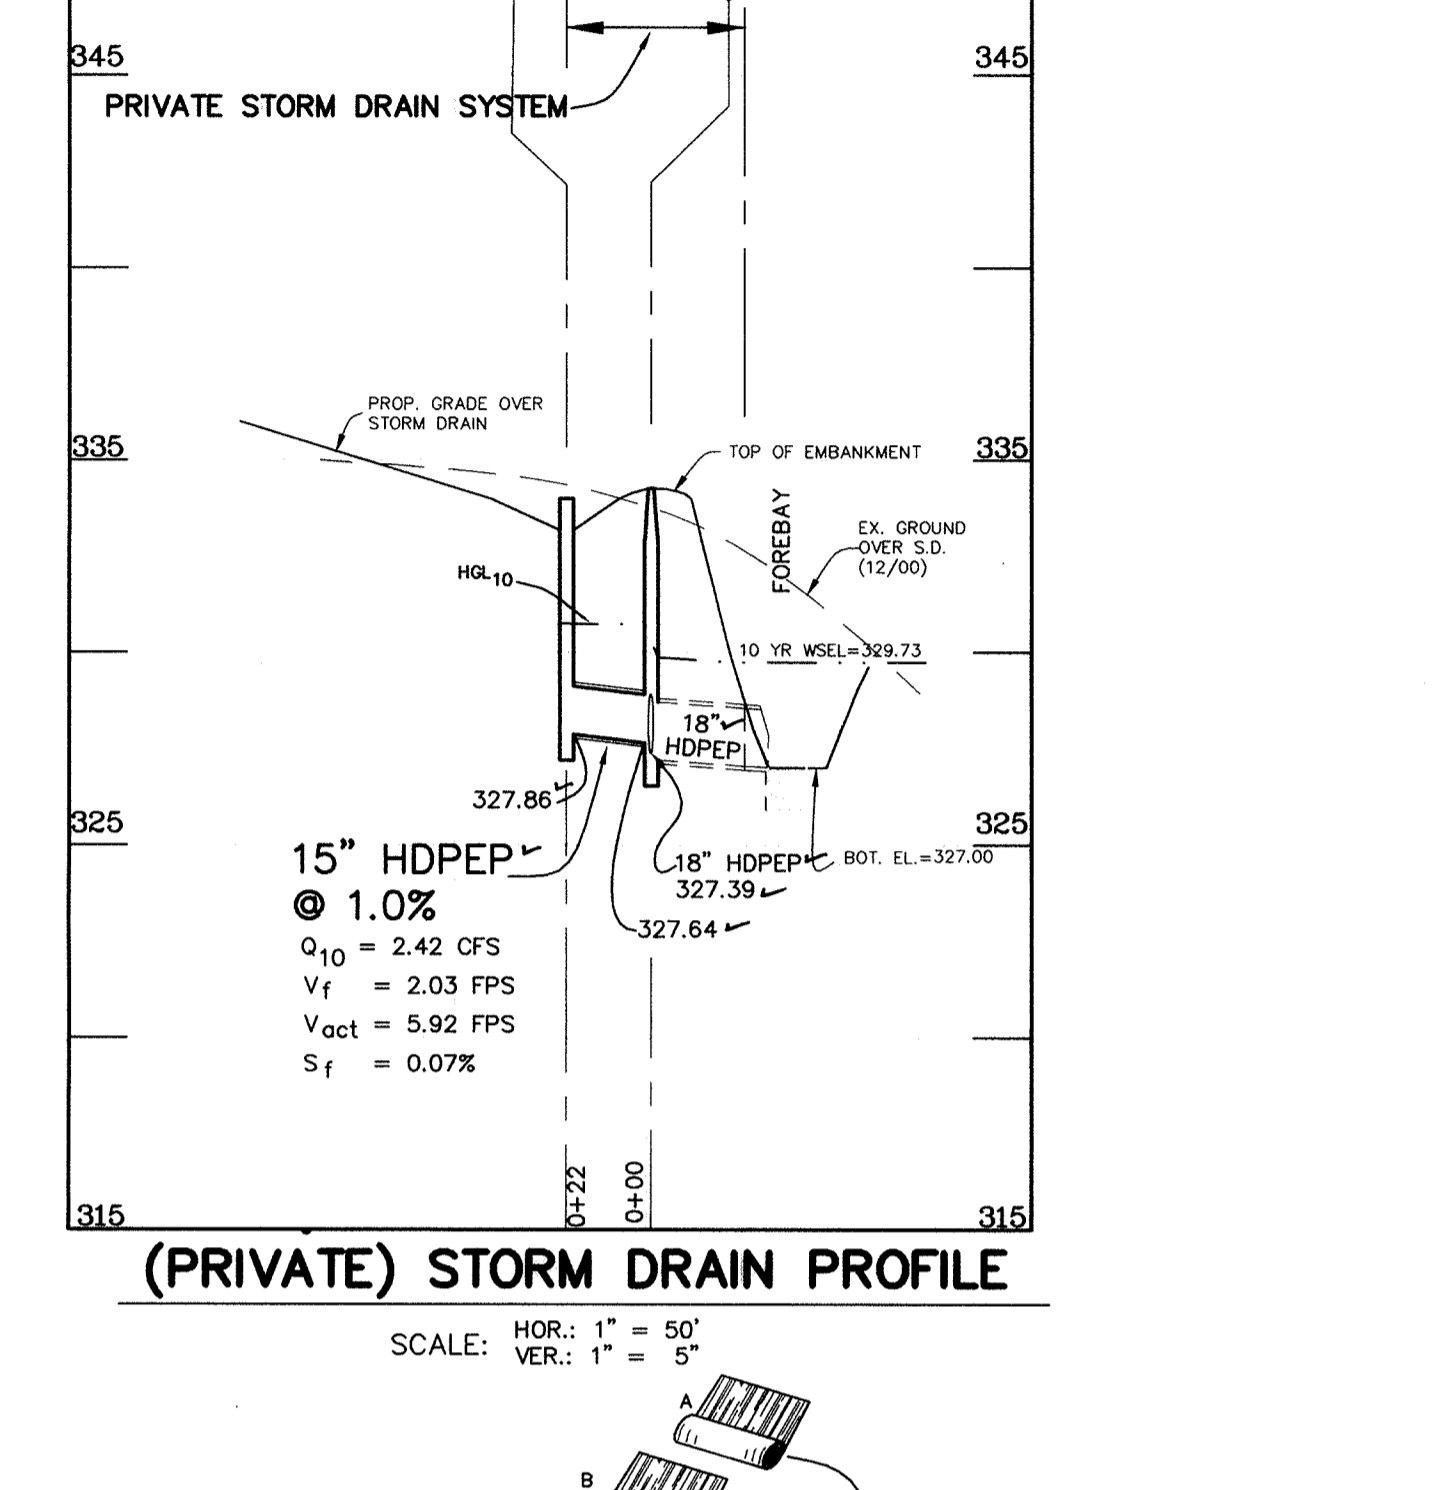 345
345
PRIVATE STORM DRAIN SYSTEM
PROP. GRADE OVER
STORM DRAIN
335
335
TOP OF EMBANKMENT
FOREBAY
EX. GROUND
OVER S.D.
(12/00)
HGL10
10 YR WSEL=329.73
18"
HDPEP
327.86
325
325
15" HDPEP
@ 1.0%
18" HDPEP
327.39
BOT. EL.=327.00
327.64
Q10 = 2.42 CFS
Vf = 2.03 FPS
Vact = 5.92 FPS
Sf = 0.07%
0+22
0+00
315
315
(PRIVATE) STORM DRAIN PROFILE
SCALE: HOR.: 1" = 50'
VER.: 1" = 5"
A
B